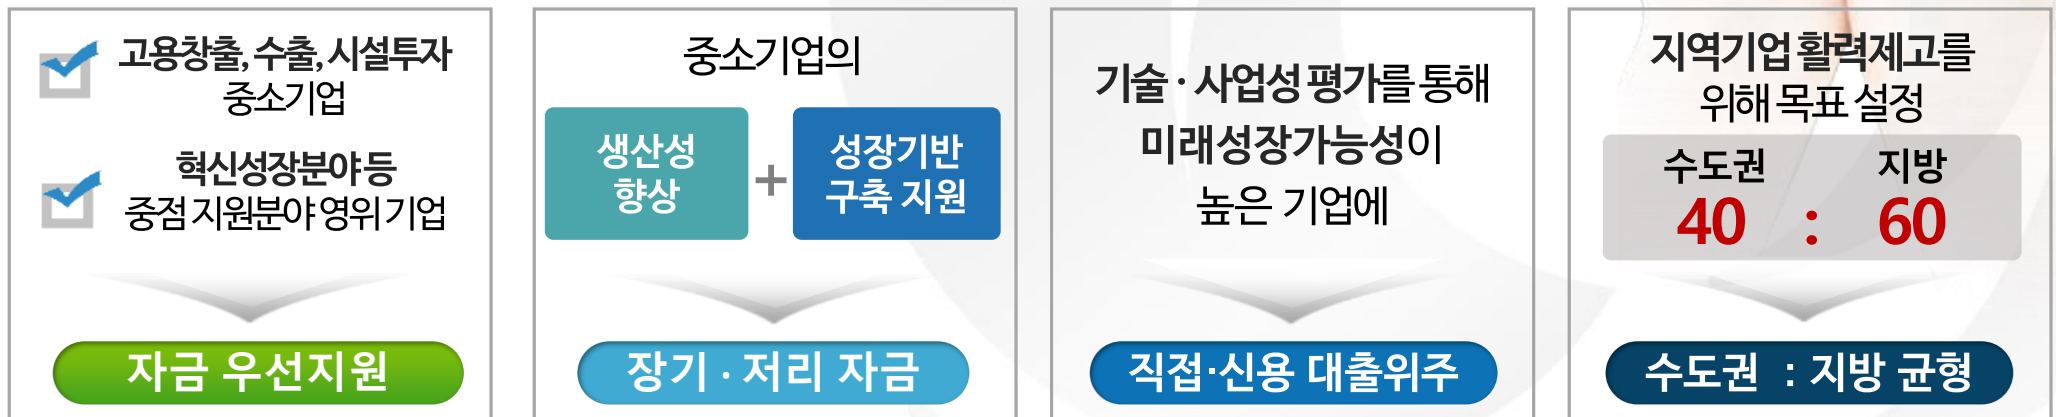 고용창출, 수출, 시설투자
중소기업
혁신성장분야 등
중점 지원분야 영위 기업
자금 우선지원
중소기업의
생산성
향상
+
성장기반
구축 지원
장기 · 저리 자금
기술 · 사업성 평가를 통해
미래성장가능성이
높은 기업에
직접·신용 대출위주
지역기업 활력제고를
위해 목표 설정
수도권 지방
40 : 60
수도권 : 지방 균형